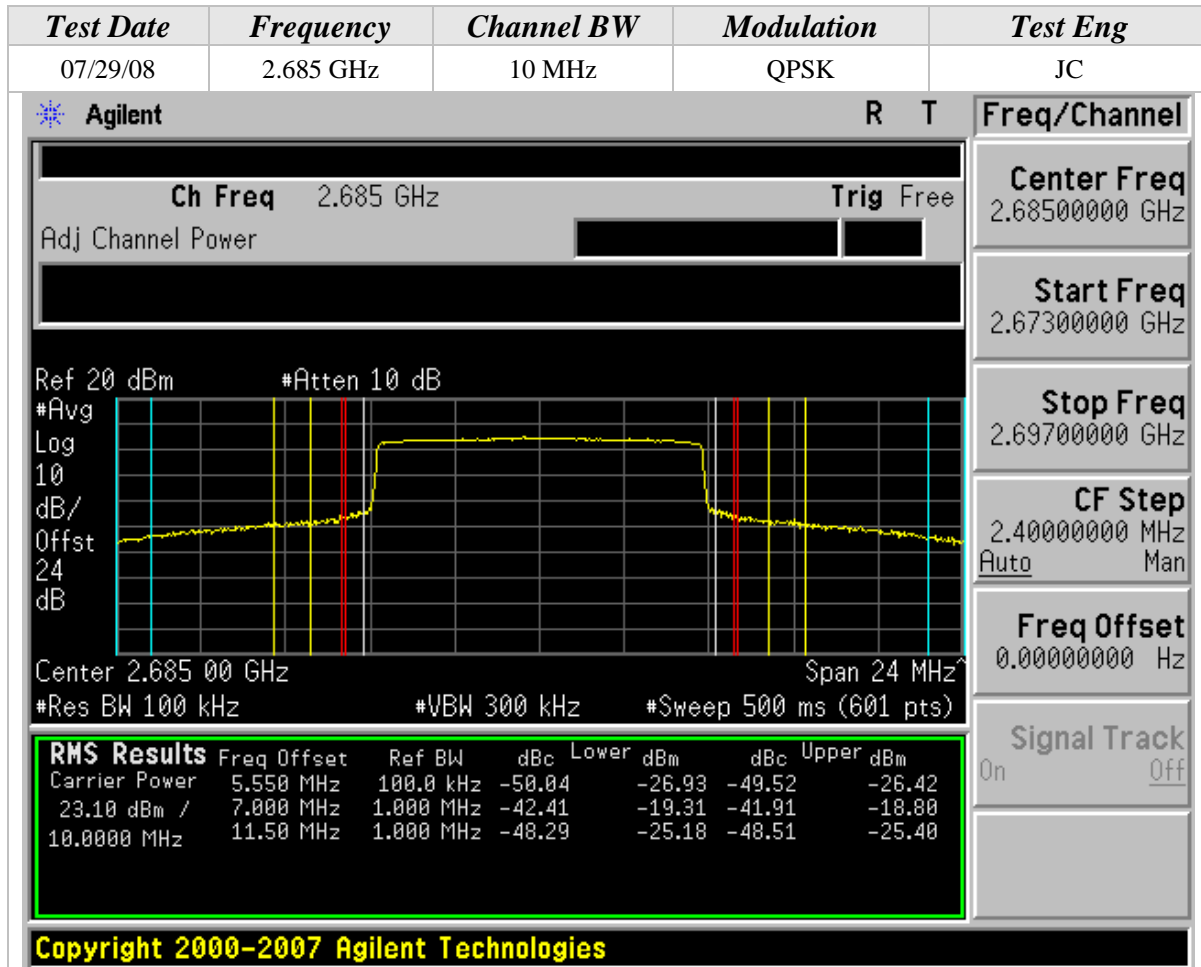 Test Date Frequency Channel BW Modulation Test Eng
07/29/08 2.685 GHz 10 MHz QPSK JC
Agilent R T Freq/Channel
Ch Freq 2.685 GHz Trig Free
Adj Channel Power
Center Freq
2.68500000 GHz
Start Freq
2.67300000 GHz
Stop Freq
2.69700000 GHz
CF Step
2.40000000 MHz
Auto Man
Freq Offset
0.00000000 Hz
Signal Track
On Off
Ref 20 dBm #Atten 10 dB
#Avg
Log
10
dB/
Offst
24
dB
Center 2.685 00 GHz Span 24 MHz^
#Res BW 100 kHz #VBW 300 kHz #Sweep 500 ms (601 pts)
RMS Results Freq Offset Ref BW dBc Lower dBm dBc Upper dBm
Carrier Power 5.550 MHz 100.0 kHz -50.04 -26.93 -49.52 -26.42
23.10 dBm / 7.000 MHz 1.000 MHz -42.41 -19.31 -41.91 -18.80
10.0000 MHz 11.50 MHz 1.000 MHz -48.29 -25.18 -48.51 -25.40
Copyright 2000-2007 Agilent Technologies